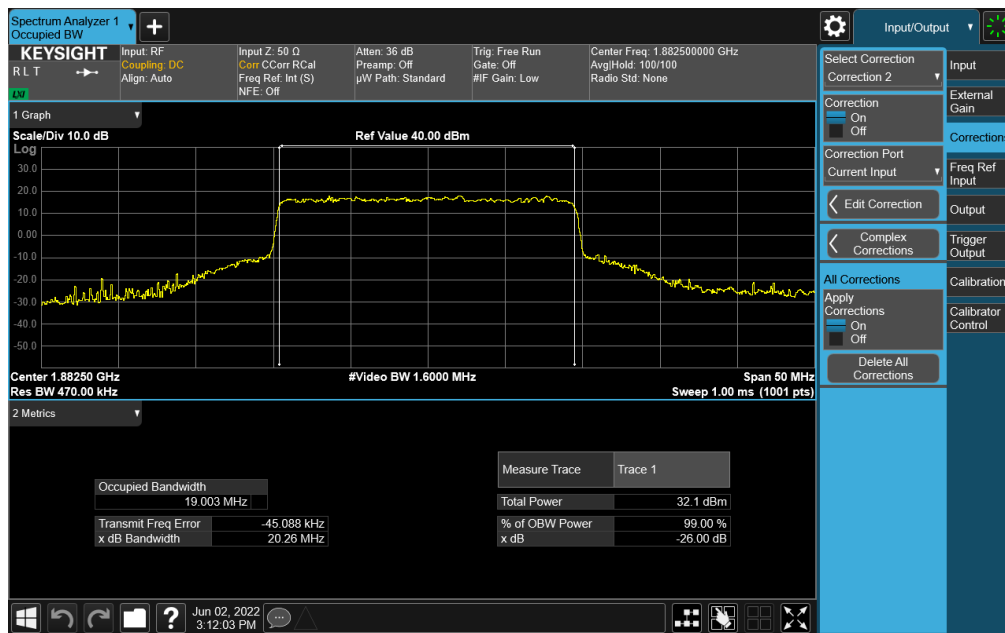 Spectrum Analyzer 1
Occupied BW
+
Input/Output
KEYSIGHT
R L T
LXI
Input: RF
Coupling: DC
Align: Auto
Input Z: 50 Ω
Corr CCorr RCal
Freq Ref: Int (S)
NFE: Off
Atten: 36 dB
Preamp: Off
µW Path: Standard
Trig: Free Run
Gate: Off
#IF Gain: Low
Center Freq: 1.882500000 GHz
Avg|Hold: 100/100
Radio Std: None
1 Graph
Scale/Div 10.0 dB
Ref Value 40.00 dBm
Log
30.0
20.0
10.0
0.00
-10.0
-20.0
-30.0
-40.0
-50.0
Center 1.88250 GHz
#Video BW 1.6000 MHz
Span 50 MHz
Res BW 470.00 kHz
Sweep 1.00 ms (1001 pts)
2 Metrics
Occupied Bandwidth
19.003 MHz
Transmit Freq Error -45.088 kHz
x dB Bandwidth 20.26 MHz
Measure Trace Trace 1
Total Power 32.1 dBm
% of OBW Power 99.00 %
x dB -26.00 dB
Select Correction
Correction 2
Correction
On
Off
Correction Port
Current Input
Edit Correction
Complex
Corrections
All Corrections
Apply
Corrections
On
Off
Delete All
Corrections
Input
External
Gain
Corrections
Freq Ref
Input
Output
Trigger
Output
Calibration
Calibrator
Control
?
Jun 02, 2022
3:12:03 PM